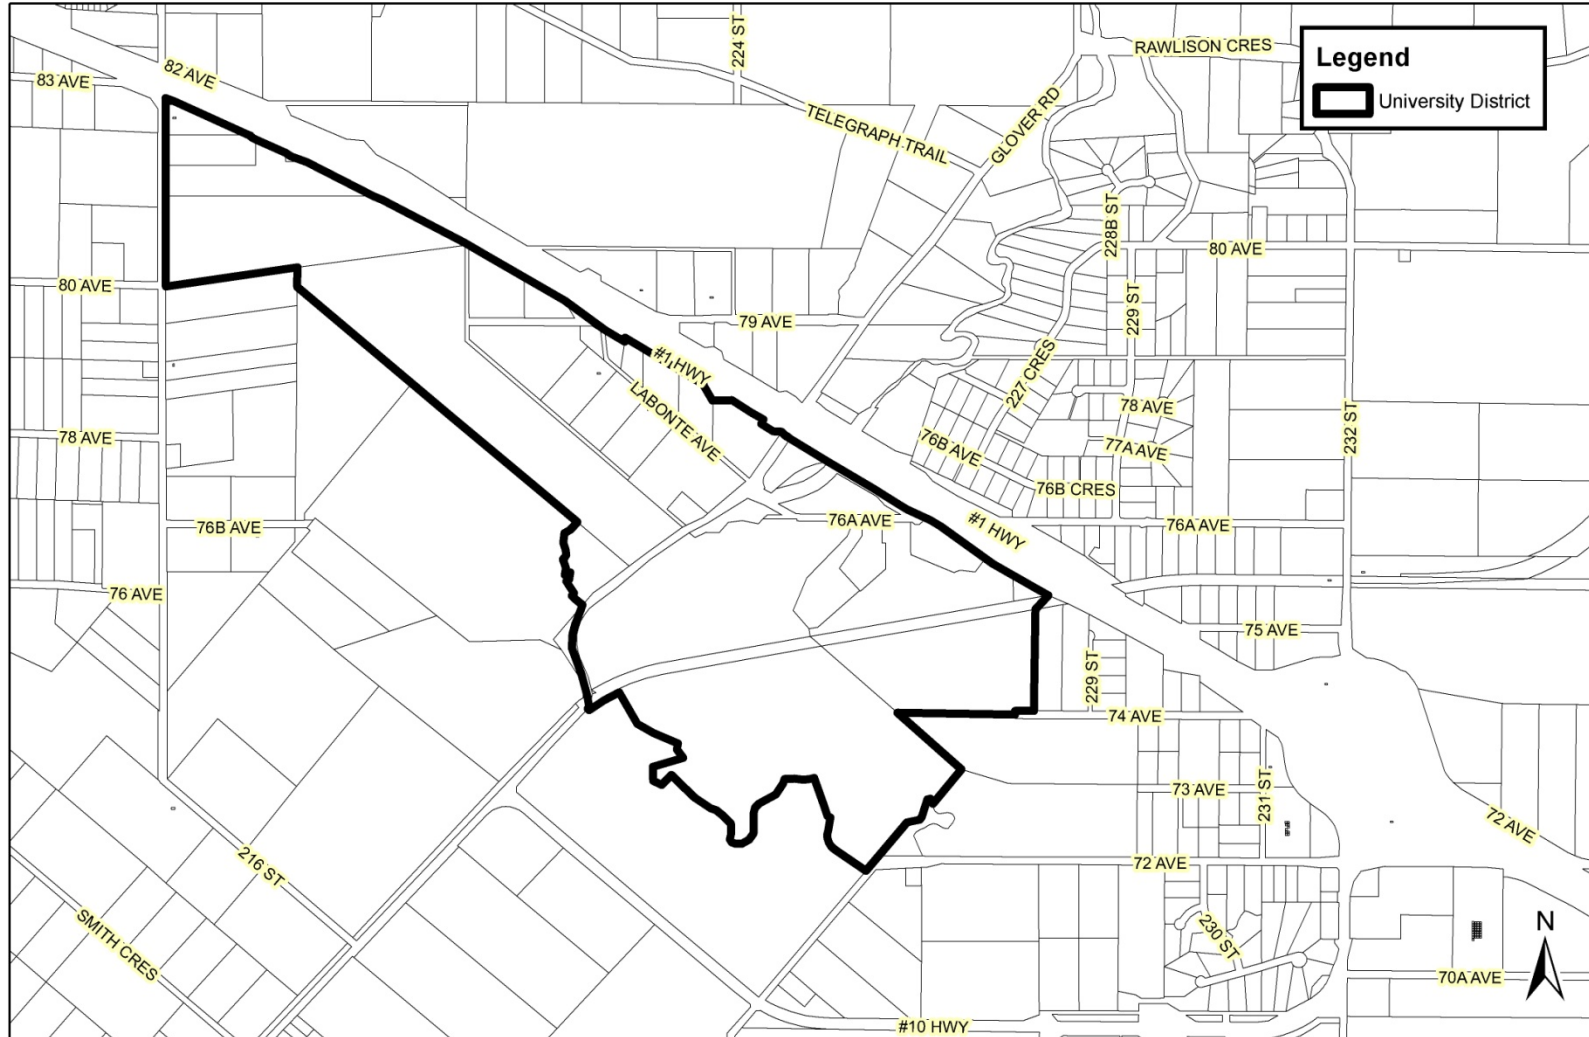 224 ST
RAWLISON CRES
Legend
University District
83 AVE
82 AVE
TELEGRAPH TRAIL
GLOVER RD
228B ST
80 AVE
80 AVE
229 ST
79 AVE
#1 HWY
LABONTE AVE
227 CRES
78 AVE
77A AVE
232 ST
78 AVE
76B AVE
76B CRES
76B AVE
76A AVE
#1 HWY
76A AVE
76 AVE
75 AVE
229 ST
74 AVE
73 AVE
231 ST
72 AVE
72 AVE
216 ST
SMITH CRES
230 ST
N
70A AVE
#10 HWY